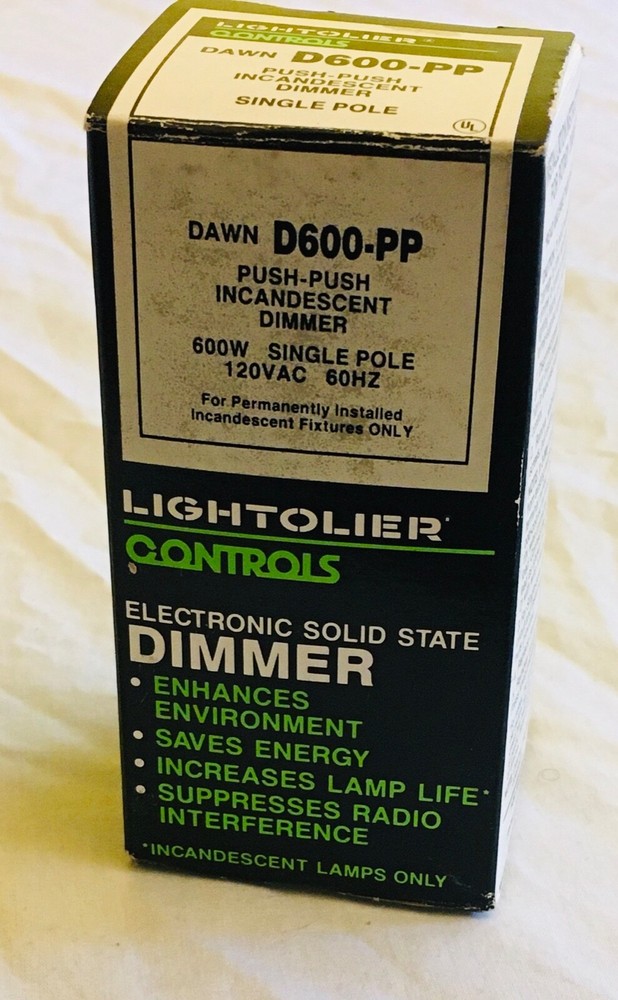 LIGHTOLIER
CONTROLS
DAWN D600-PP
PUSH-PUSH
INCANDESCENT
DIMMER
SINGLE POLE
UL
DAWN D600-PP
PUSH-PUSH
INCANDESCENT
DIMMER
600W SINGLE POLE
120VAC 60HZ
For Permanently Installed
Incandescent Fixtures ONLY
LIGHTOLIER
CONTROLS
ELECTRONIC SOLID STATE
DIMMER
• ENHANCES
ENVIRONMENT
• SAVES ENERGY
• INCREASES LAMP LIFE*
• SUPPRESSES RADIO
INTERFERENCE
*INCANDESCENT LAMPS ONLY